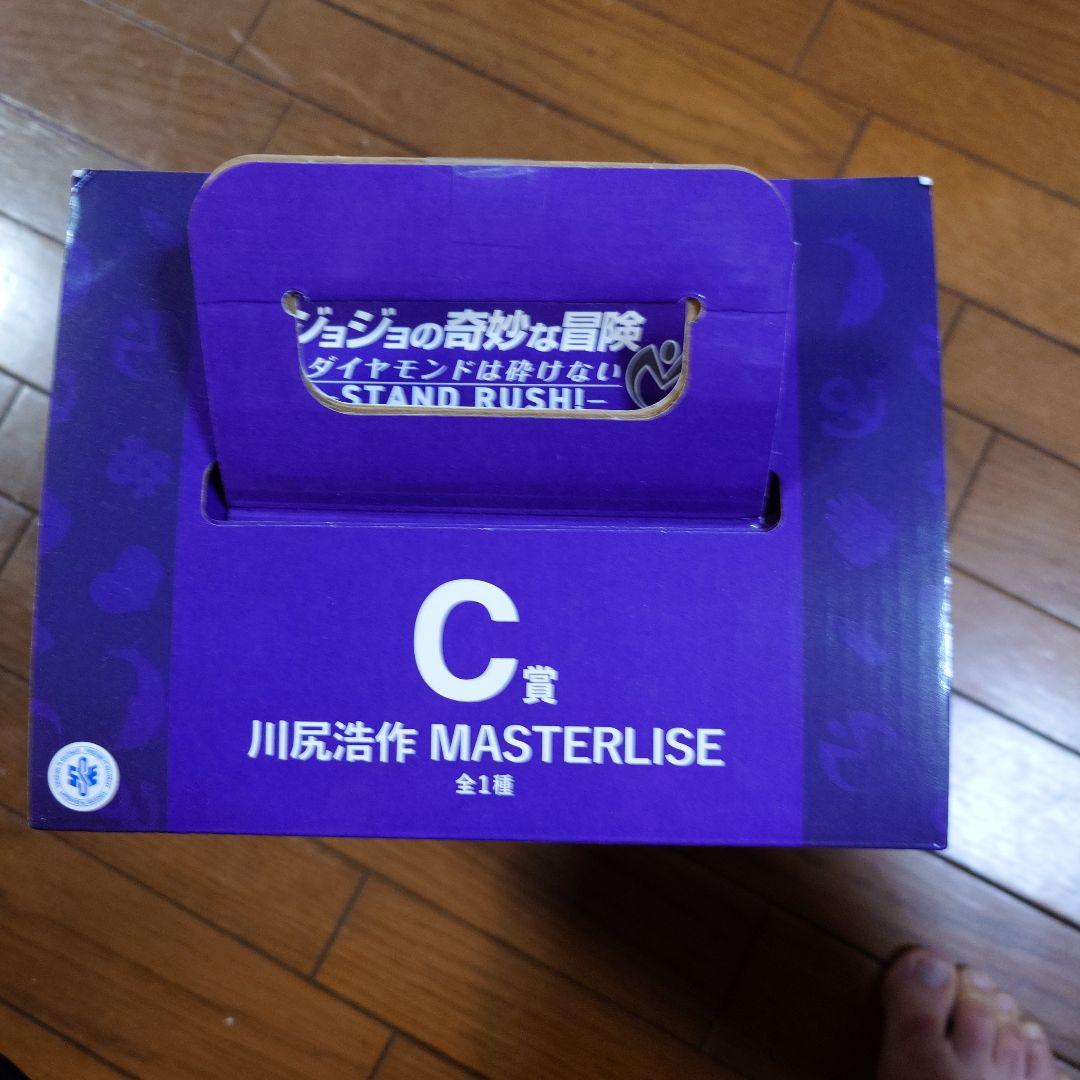 ジョジョの奇妙な冒険
ダイヤモンドは砕けない
-STAND RUSH!-
C賞
川尻浩作 MASTERLISE
全1種